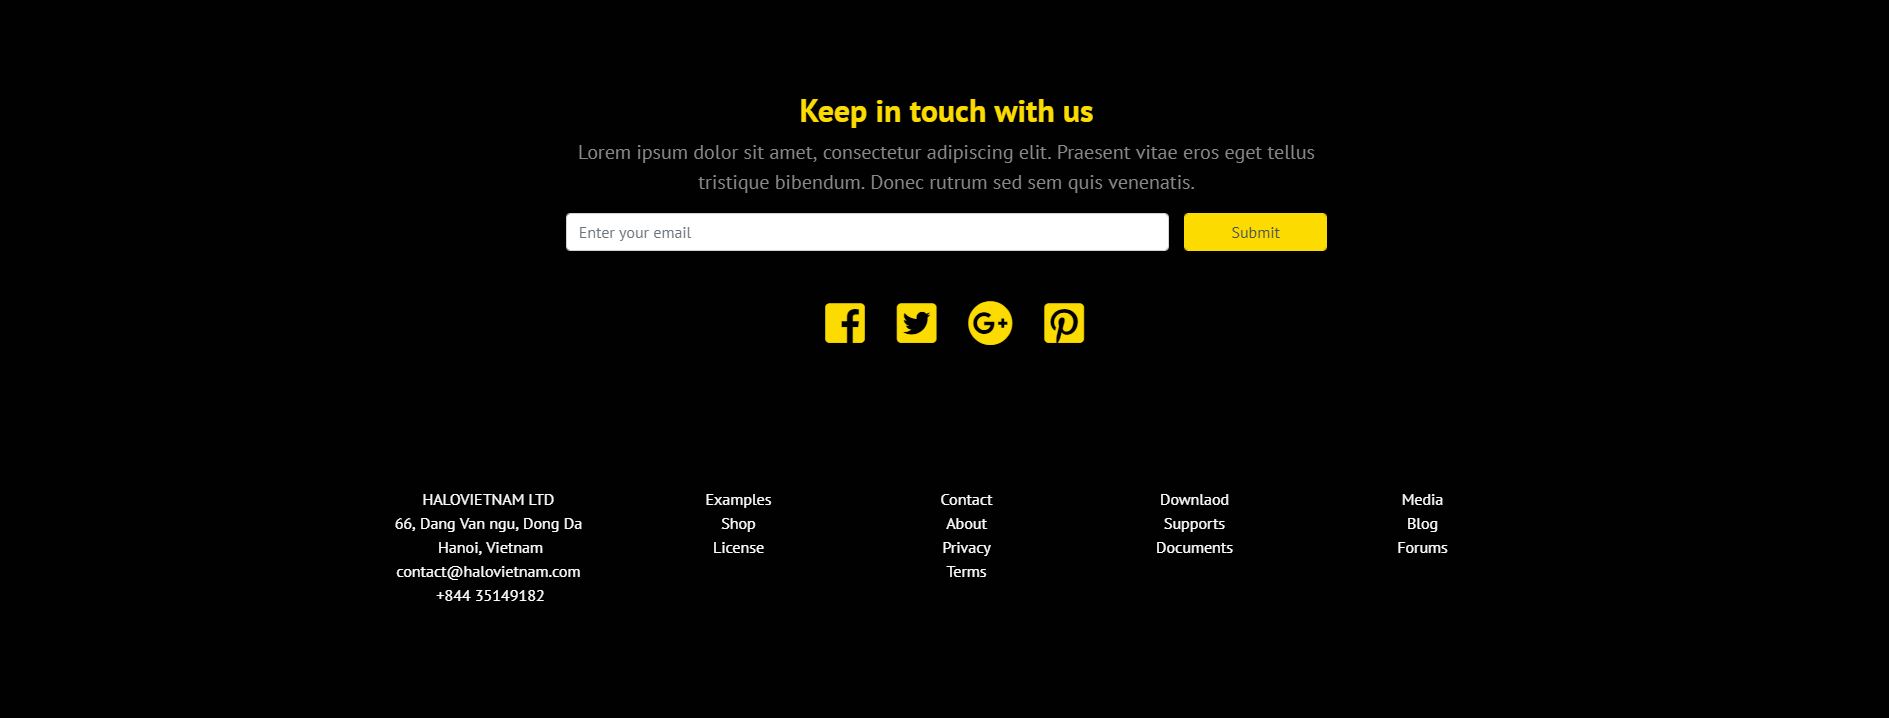 Keep in touch with us
Lorem ipsum dolor sit amet, consectetur adipiscing elit. Praesent vitae eros eget tellus
tristique bibendum. Donec rutrum sed sem quis venenatis.
Enter your email
Submit
HALOVIETNAM LTD
66, Dang Van ngu, Dong Da
Hanoi, Vietnam
contact@halovietnam.com
+844 35149182
Examples
Shop
License
Contact
About
Privacy
Terms
Downlaod
Supports
Documents
Media
Blog
Forums